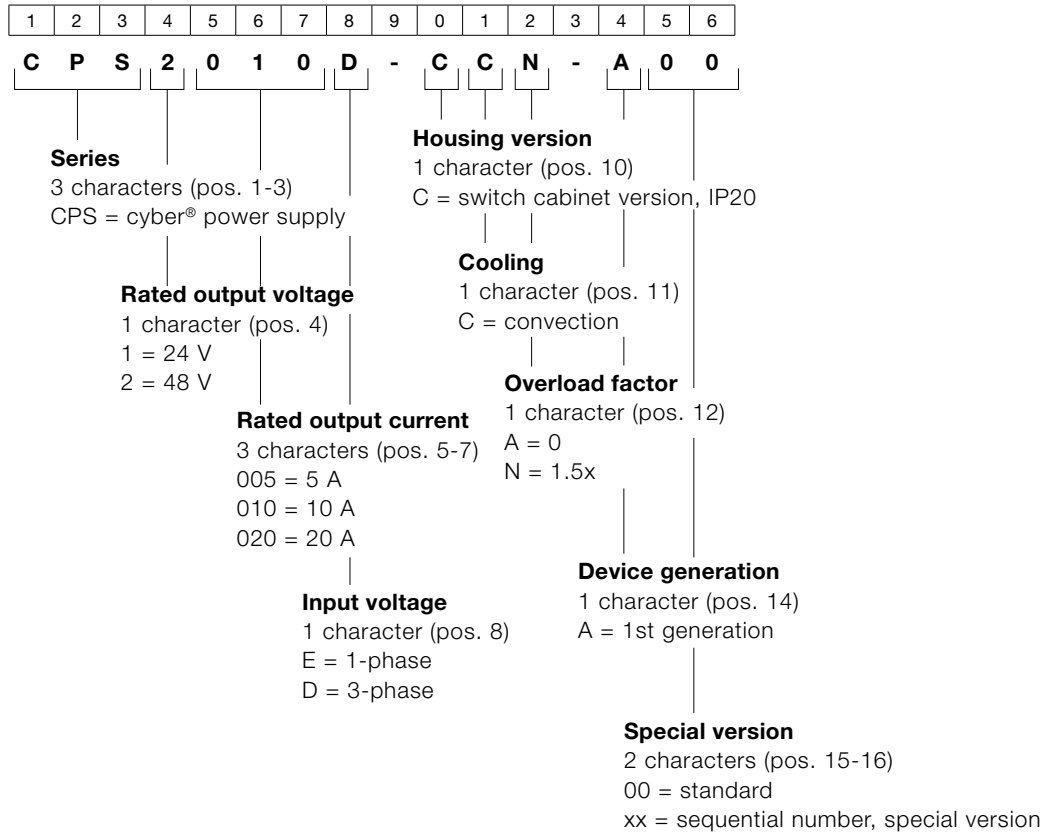 1 2 3 4 5 6 7 8 9 0 1 2 3 4 5 6
C P S 2 0 1 0 D - C C N - A 0 0
Series
3 characters (pos. 1-3)
CPS = cyber® power supply
Rated output voltage
1 character (pos. 4)
1 = 24 V
2 = 48 V
Rated output current
3 characters (pos. 5-7)
005 = 5 A
010 = 10 A
020 = 20 A
Input voltage
1 character (pos. 8)
E = 1-phase
D = 3-phase
Housing version
1 character (pos. 10)
C = switch cabinet version, IP20
Cooling
1 character (pos. 11)
C = convection
Overload factor
1 character (pos. 12)
A = 0
N = 1.5x
Device generation
1 character (pos. 14)
A = 1st generation
Special version
2 characters (pos. 15-16)
00 = standard
xx = sequential number, special version